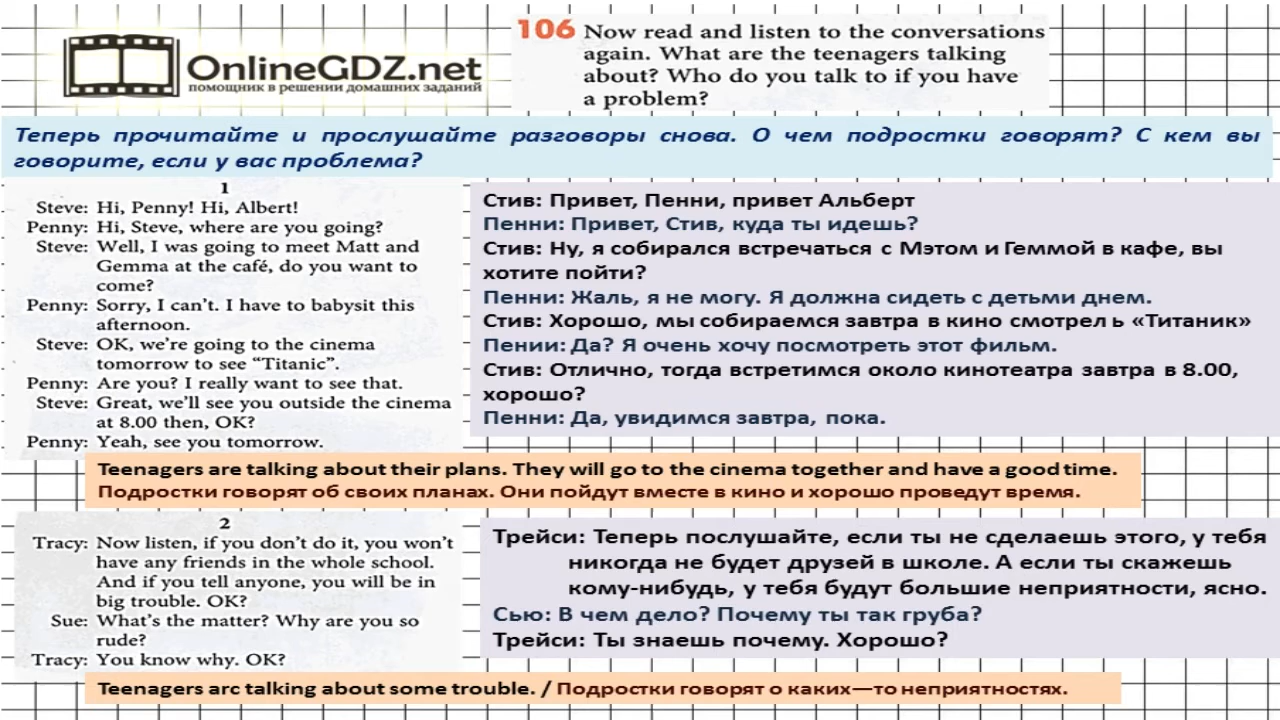 OnlineGDZ.net
помощник в решении домашних заданий
106 Now read and listen to the conversations
again. What are the teenagers talking
about? Who do you talk to if you have
a problem?
Теперь прочитайте и прослушайте разговоры снова. О чем подростки говорят? С кем вы
говорите, если у вас проблема?
1
Steve: Hi, Penny! Hi, Albert!
Penny: Hi, Steve, where are you going?
Steve: Well, I was going to meet Matt and
Gemma at the café, do you want to
come?
Penny: Sorry, I can't. I have to babysit this
afternoon.
Steve: OK, we're going to the cinema
tomorrow to see "Titanic".
Penny: Are you? I really want to see that.
Steve: Great, we'll see you outside the cinema
at 8.00 then, OK?
Penny: Yeah, see you tomorrow.
Стив: Привет, Пенни, привет Альберт
Пенни: Привет, Стив, куда ты идешь?
Стив: Ну, я собирался встречаться с Мэтом и Геммой в кафе, вы
хотите пойти?
Пенни: Жаль, я не могу. Я должна сидеть с детьми днем.
Стив: Хорошо, мы собираемся завтра в кино смотрел ь «Титаник»
Пении: Да? Я очень хочу посмотреть этот фильм.
Стив: Отлично, тогда встретимся около кинотеатра завтра в 8.00,
хорошо?
Пенни: Да, увидимся завтра, пока.
Teenagers are talking about their plans. They will go to the cinema together and have a good time.
Подростки говорят об своих планах. Они пойдут вместе в кино и хорошо проведут время.
2
Tracy: Now listen, if you don't do it, you won't
have any friends in the whole school.
And if you tell anyone, you will be in
big trouble. OK?
Sue: What's the matter? Why are you so
rude?
Tracy: You know why. OK?
Трейси: Теперь послушайте, если ты не сделаешь этого, у тебя
никогда не будет друзей в школе. А если ты скажешь
кому-нибудь, у тебя будут большие неприятности, ясно.
Сью: В чем дело? Почему ты так груба?
Трейси: Ты знаешь почему. Хорошо?
Teenagers arc talking about some trouble. / Подростки говорят о каких—то неприятностях.